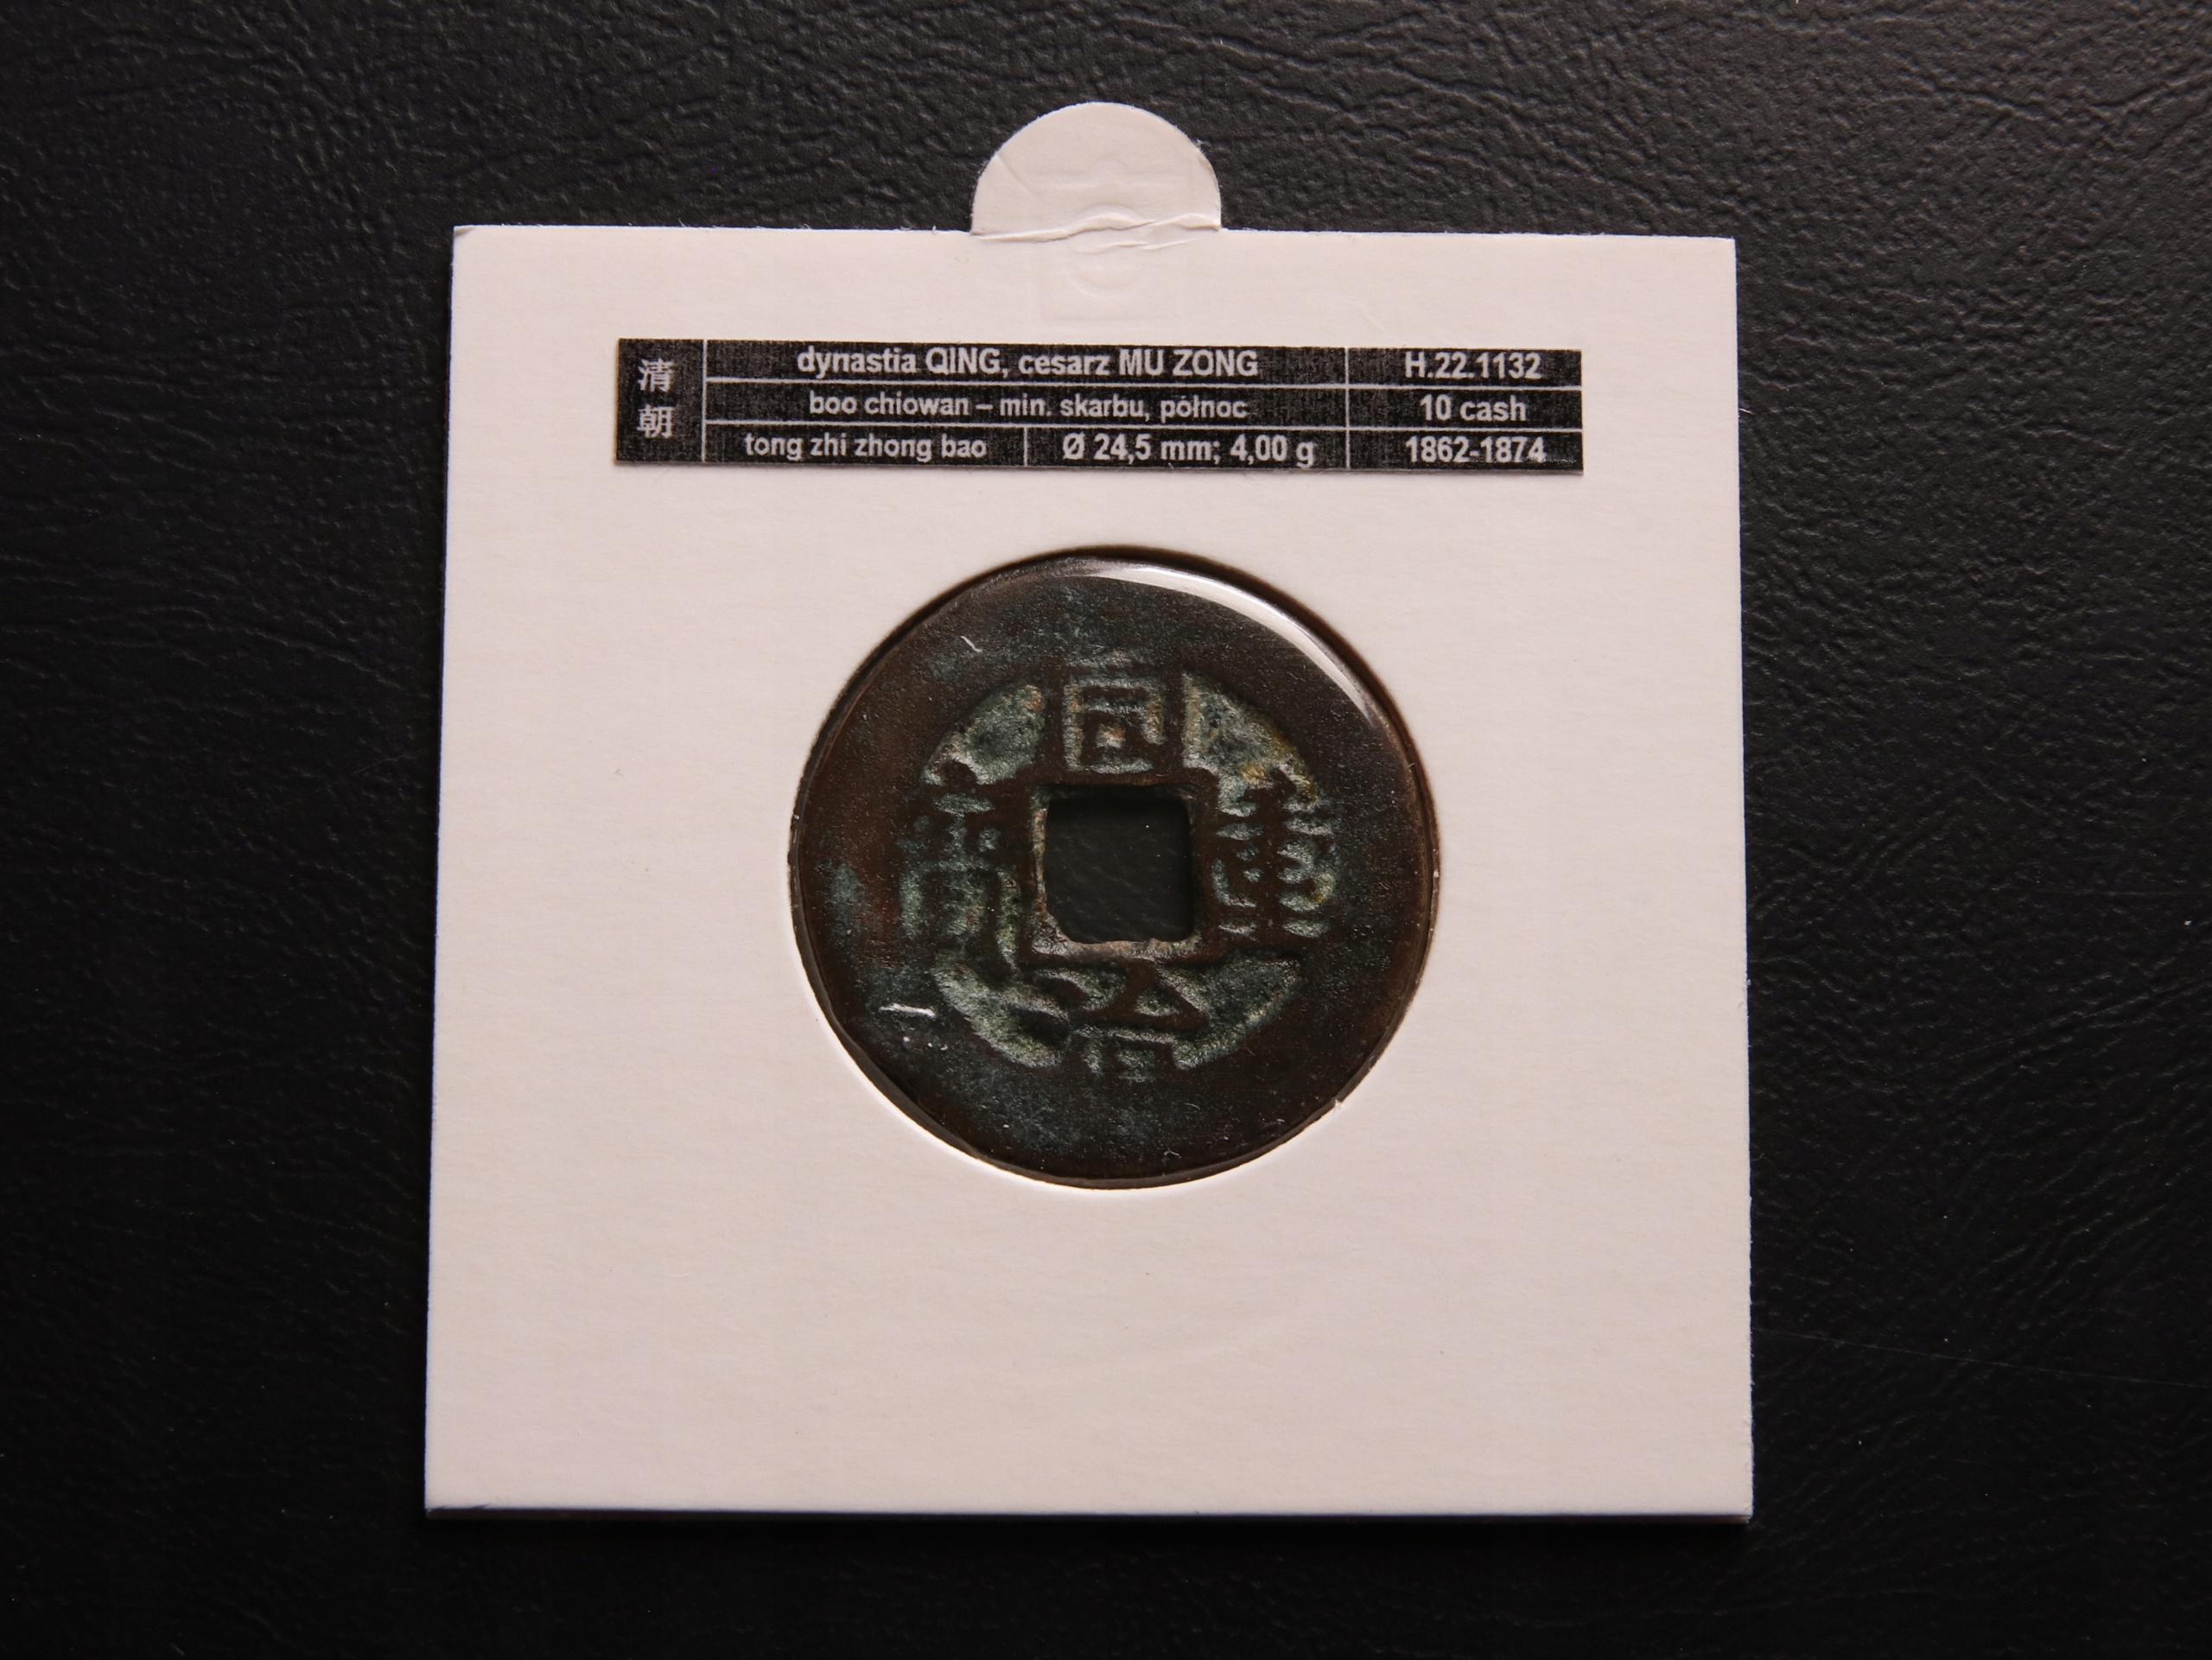 清朝
dynastia QING, cesarz MU ZONG H.22.1132
boo chiowan – min. skarbu, północ 10 cash
tong zhi zhong bao Ø 24,5 mm; 4,00 g 1862-1874
同
寶 重
治